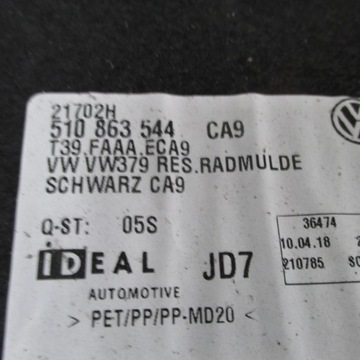 21702H
510 863 544 CA9
T39.FAAA.ECA9
VW VW379 RES.RADMULDE
SCHWARZ CA9
Q-ST: 05S
36474
10.04.18
210785
IDEAL JD7
AUTOMOTIVE
> PET/PP/PP-MD20 <